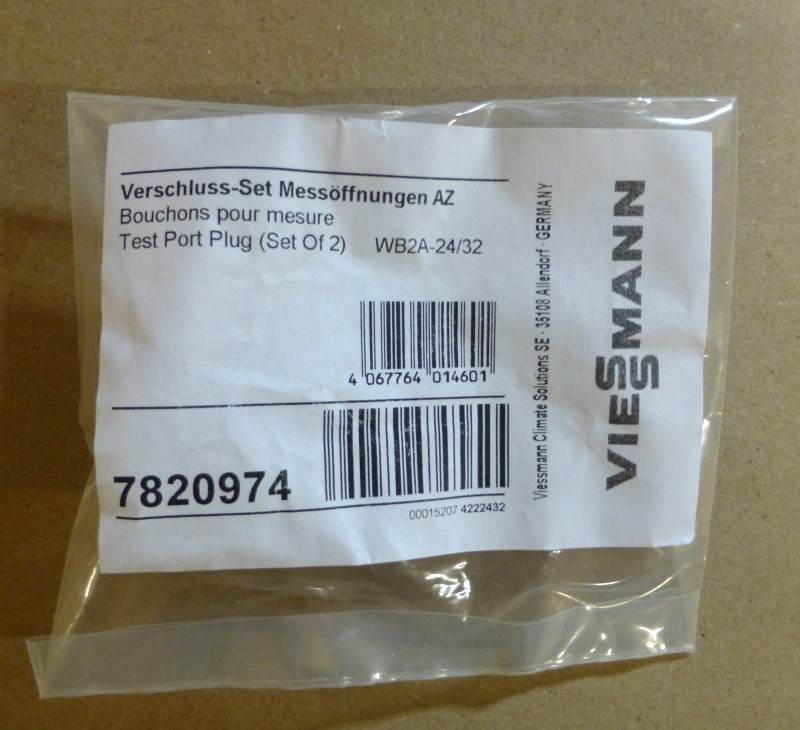 Verschluss-Set Messöffnungen AZ
Bouchons pour mesure
Test Port Plug (Set Of 2) WB2A-24/32
4 067764 014601
7820974
00015207 4222432
Viessmann Climate Solutions SE · 35108 Allendorf · GERMANY
VIESSMANN